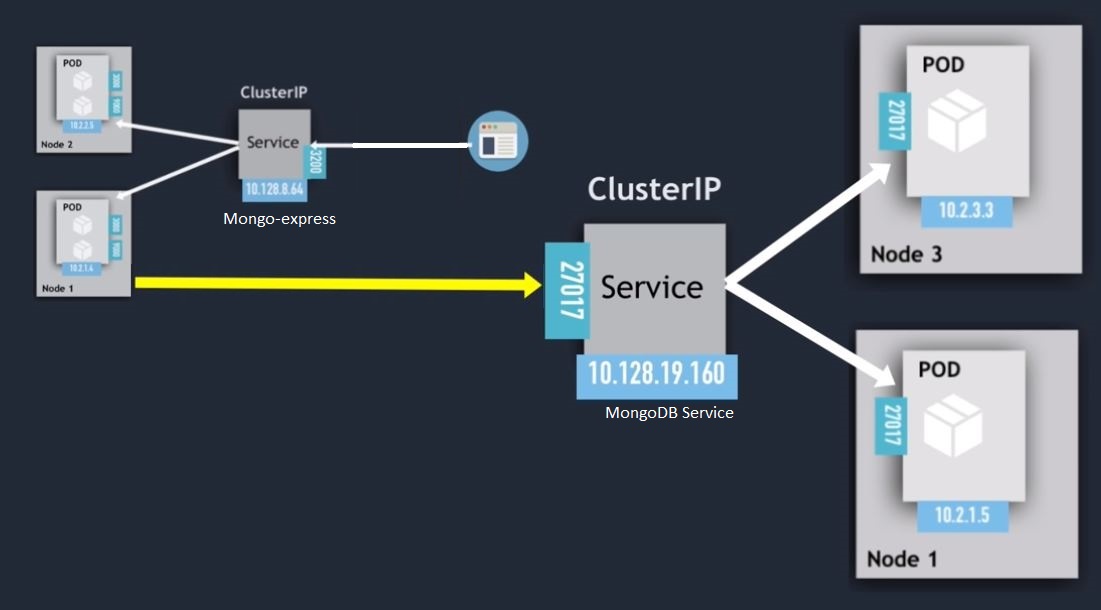 POD
3000
9000
10.2.2.5
Node 2
ClusterIP
Service
3200
10.128.8.64
Mongo-express
POD
3000
9000
10.2.1.4
Node 1
ClusterIP
27017
Service
10.128.19.160
MongoDB Service
POD
27017
10.2.3.3
Node 3
POD
27017
10.2.1.5
Node 1